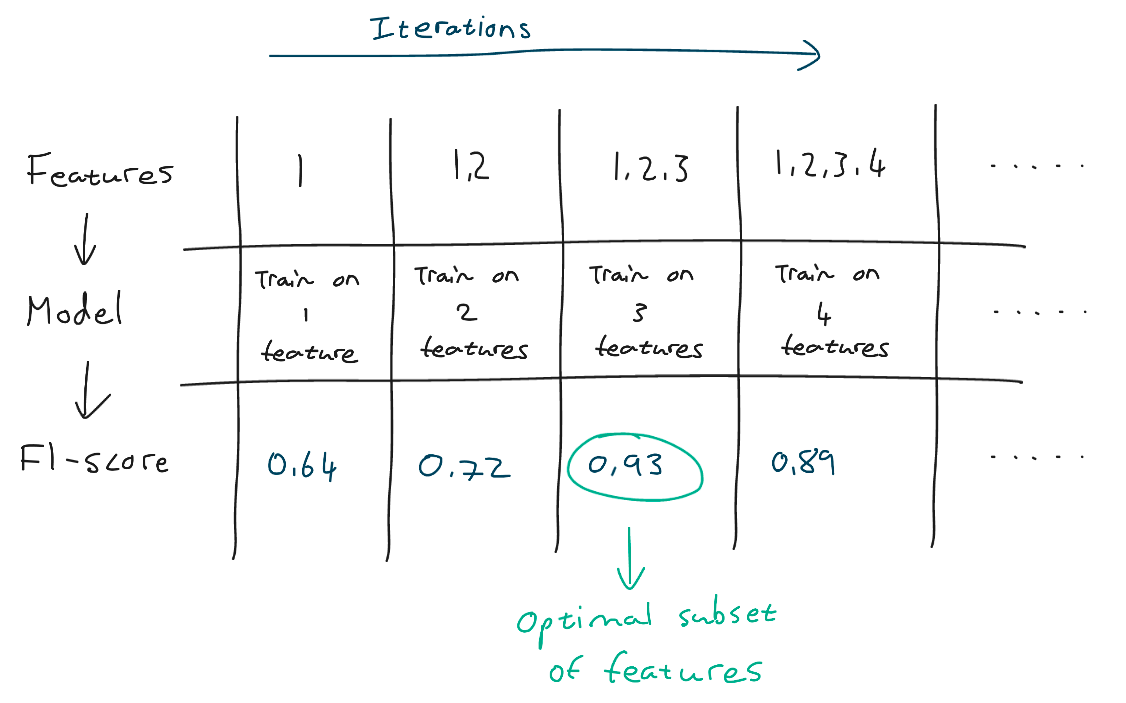 Iterations
Features
1
1,2
1.2.3
1,2,3.4
.....
Train on
1
feature
Train on
2
features
Train on
3
features
Train on
4
features
Model
.....
F1-score
0.64
0.72
0,93
0.89
.....
Optimal subset
of features